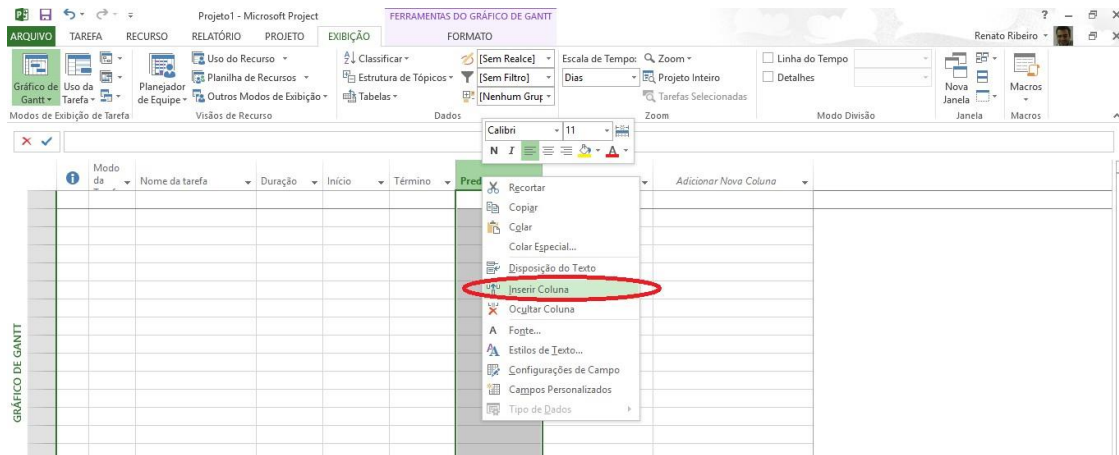 Projeto1 - Microsoft Project
FERRAMENTAS DO GRÁFICO DE GANTT
?
ARQUIVO TAREFA RECURSO RELATÓRIO PROJETO EXIBIÇÃO FORMATO
Renato Ribeiro
Gráfico de Gantt
Uso da Tarefa
Modos de Exibição de Tarefa
Planejador de Equipe
Uso do Recurso
Planilha de Recursos
Outros Modos de Exibição
Visões de Recurso
Classificar
Estrutura de Tópicos
Tabelas
[Sem Realce]
[Sem Filtro]
[Nenhum Grup
Dados
Escala de Tempo:
Dias
Zoom
Projeto Inteiro
Tarefas Selecionadas
Zoom
Linha do Tempo
Detalhes
Modo Divisão
Nova Janela
Janela
Macros
Macros
Calibri 11
N I A
Modo da
Nome da tarefa
Duração
Início
Término
Pred
Adicionar Nova Coluna
Recortar
Copiar
Colar
Colar Especial...
Disposição do Texto
Inserir Coluna
Ocultar Coluna
A Fonte...
Estilos de Texto...
Configurações de Campo
Campos Personalizados
Tipo de Dados
GRÁFICO DE GANTT